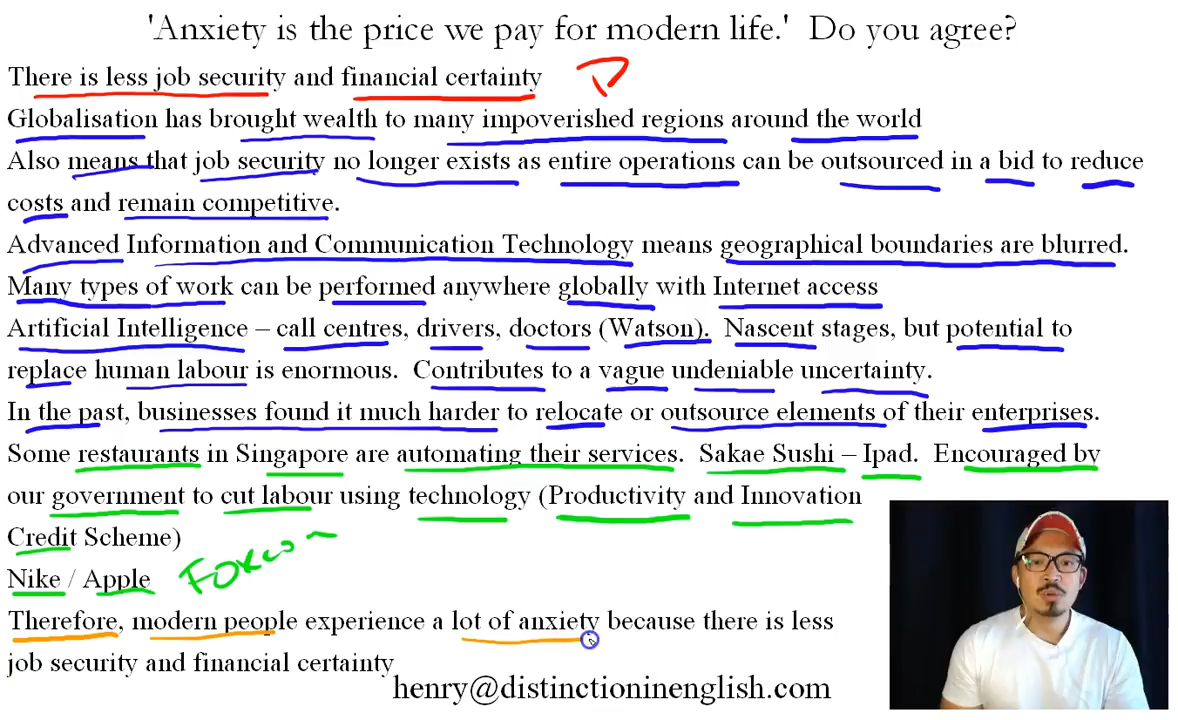 'Anxiety is the price we pay for modern life.' Do you agree?
There is less job security and financial certainty P
Globalisation has brought wealth to many impoverished regions around the world
Also means that job security no longer exists as entire operations can be outsourced in a bid to reduce
costs and remain competitive.
Advanced Information and Communication Technology means geographical boundaries are blurred.
Many types of work can be performed anywhere globally with Internet access
Artificial Intelligence – call centres, drivers, doctors (Watson). Nascent stages, but potential to
replace human labour is enormous. Contributes to a vague undeniable uncertainty.
In the past, businesses found it much harder to relocate or outsource elements of their enterprises.
Some restaurants in Singapore are automating their services. Sakae Sushi – Ipad. Encouraged by
our government to cut labour using technology (Productivity and Innovation
Credit Scheme)
Nike / Apple
Therefore, modern people experience a lot of anxiety because there is less
job security and financial certainty
henry@distinctioninenglish.com